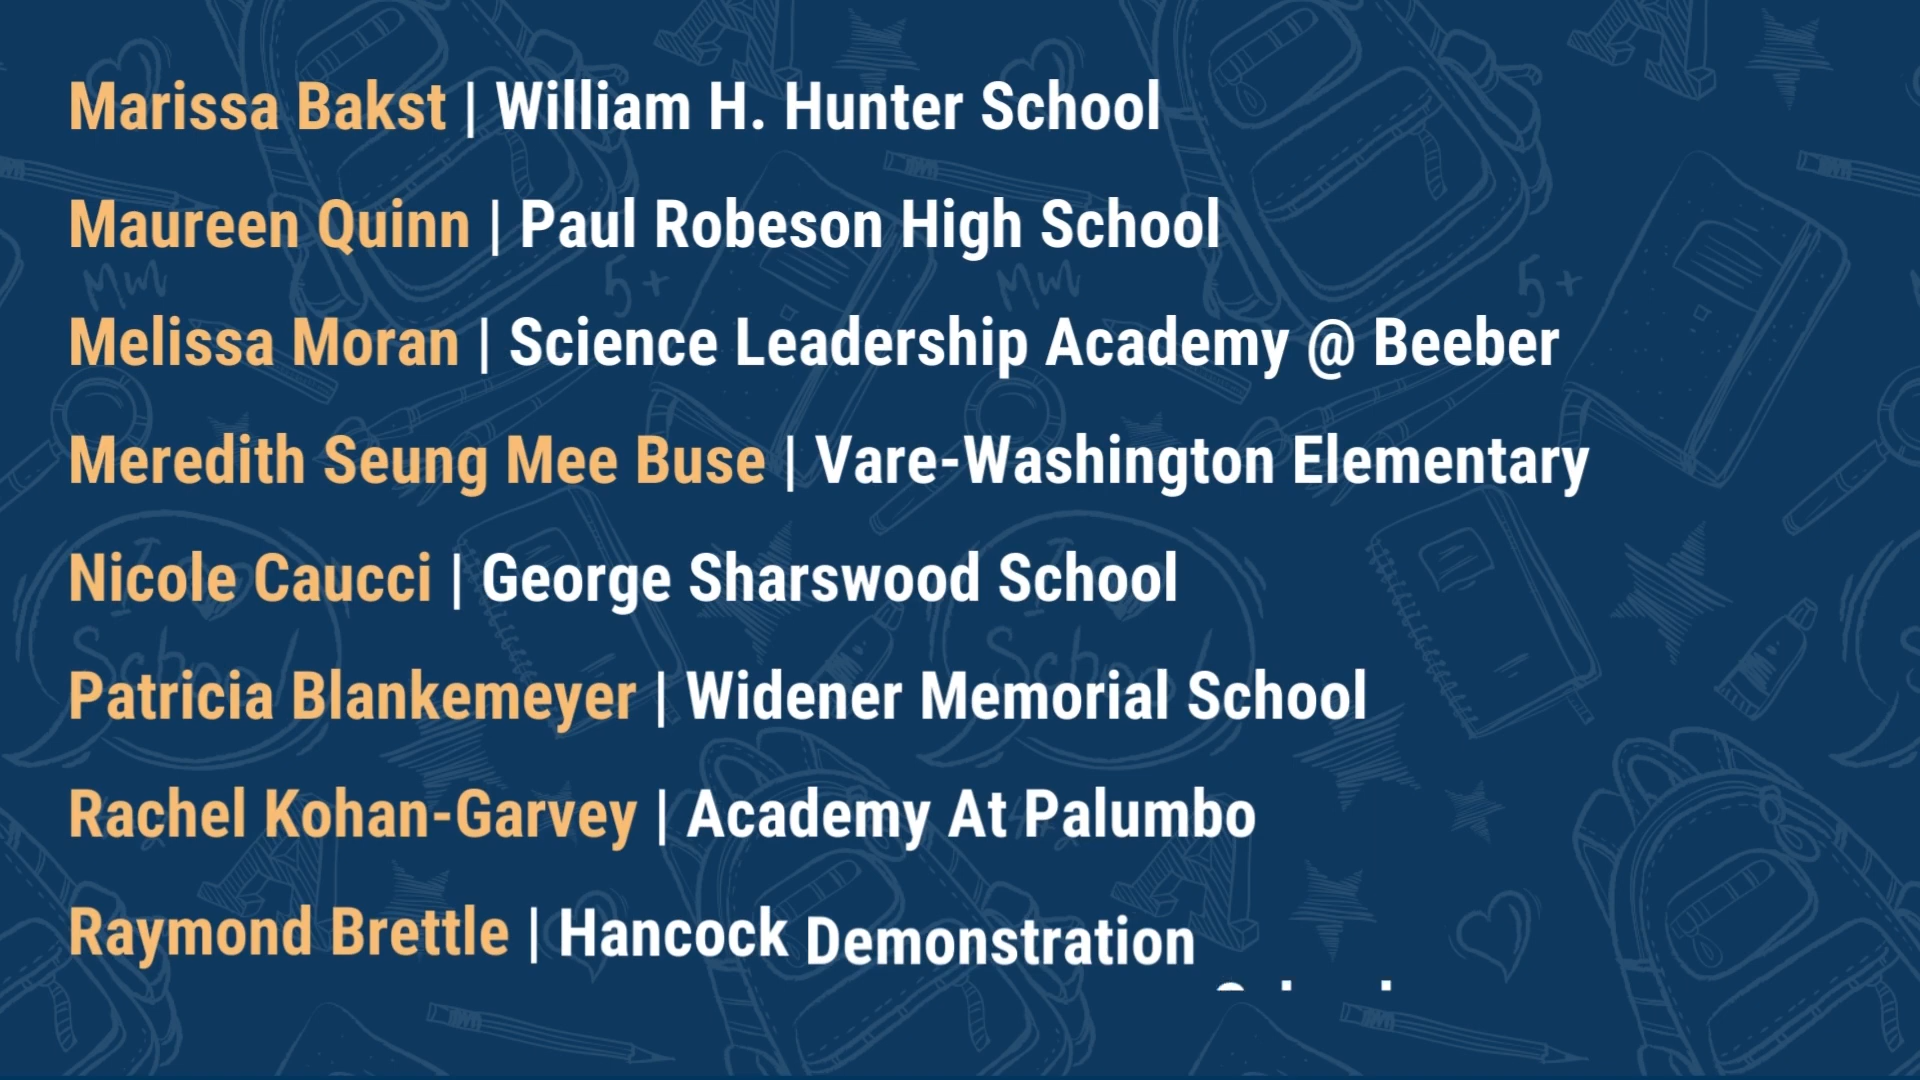 Marissa Bakst | William H. Hunter School
Maureen Quinn | Paul Robeson High School
Melissa Moran | Science Leadership Academy @ Beeber
Meredith Seung Mee Buse | Vare-Washington Elementary
Nicole Caucci | George Sharswood School
Patricia Blankemeyer | Widener Memorial School
Rachel Kohan-Garvey | Academy At Palumbo
Raymond Brettle | Hancock Demonstration